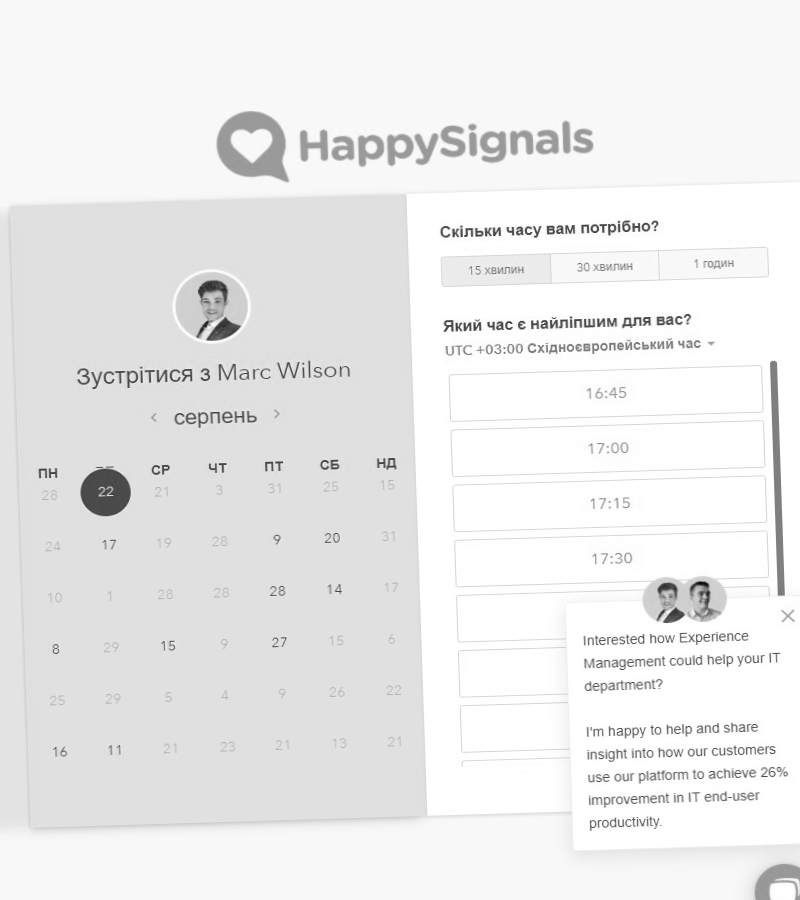 HappySignals
Зустрітися з Marc Wilson
серпень
ПН СР ЧТ ПТ СБ НД
28 22 21 3 31 25 15
24 17 19 28 9 20 31
10 1 28 28 28 14 17
8 29 15 9 27 15 6
25 29 5 4 9 26 22
16 11 21 23 21 13 21
Скільки часу вам потрібно?
15 хвилин 30 хвилин 1 годин
Який час є найліпшим для вас?
UTC +03:00 Східноєвропейський час
16:45
17:00
17:15
17:30
Interested how Experience
Management could help your IT
department?
I'm happy to help and share
insight into how our customers
use our platform to achieve 26%
improvement in IT end-user
productivity.